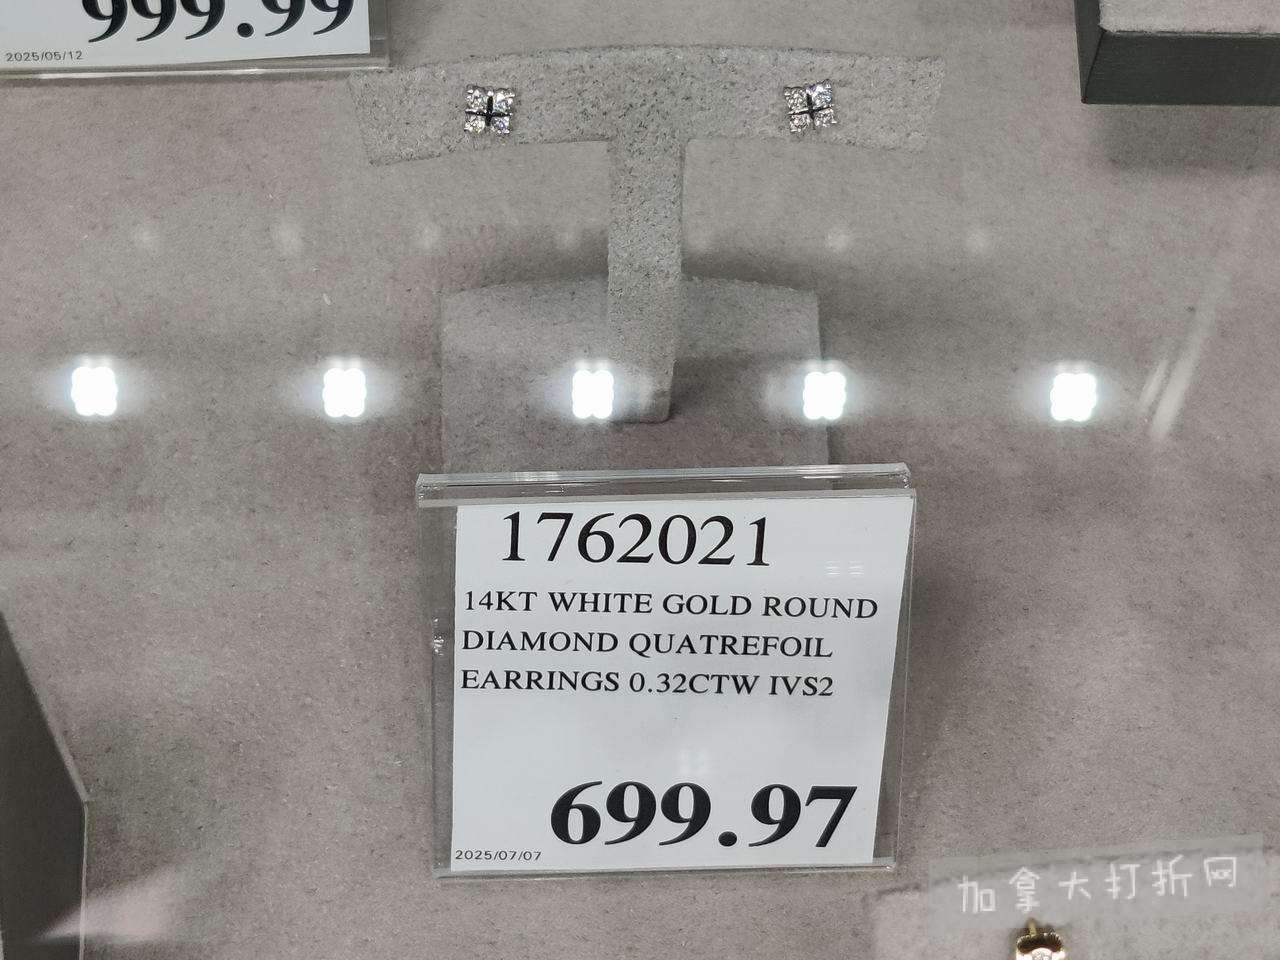 999.99
2025/05/12
1762021
14KT WHITE GOLD ROUND
DIAMOND QUATREFOIL
EARRINGS 0.32CTW IVS2
699.97
2025/07/07
加拿大打折网